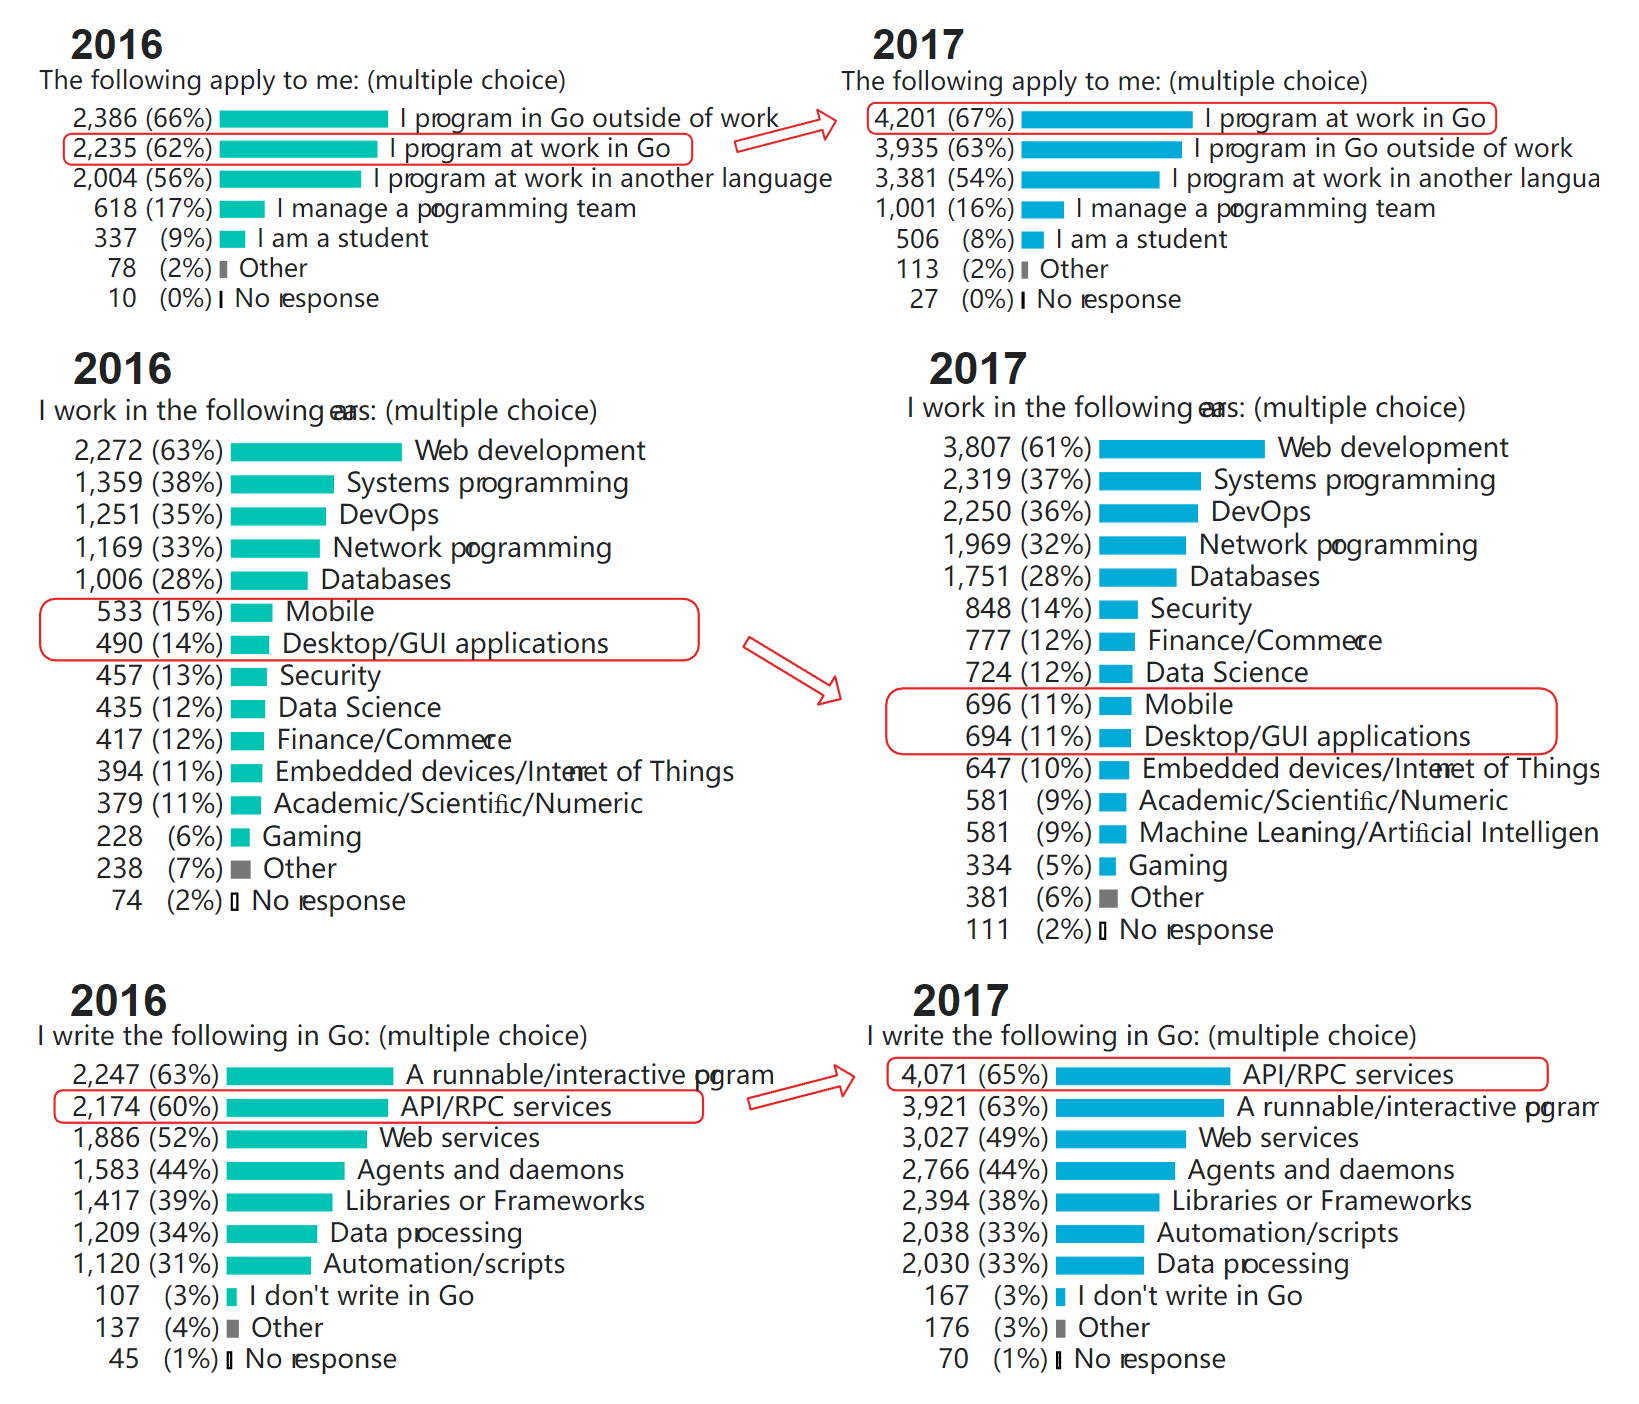 2016
The following apply to me: (multiple choice)
2,386 (66%) I program in Go outside of work
2,235 (62%) I program at work in Go
2,004 (56%) I program at work in another language
618 (17%) I manage a programming team
337 (9%) I am a student
78 (2%) Other
10 (0%) No response
2017
The following apply to me: (multiple choice)
4,201 (67%) I program at work in Go
3,935 (63%) I program in Go outside of work
3,381 (54%) I program at work in another langua
1,001 (16%) I manage a programming team
506 (8%) I am a student
113 (2%) Other
27 (0%) No response
2016
I work in the following areas: (multiple choice)
2,272 (63%) Web development
1,359 (38%) Systems programming
1,251 (35%) DevOps
1,169 (33%) Network programming
1,006 (28%) Databases
533 (15%) Mobile
490 (14%) Desktop/GUI applications
457 (13%) Security
435 (12%) Data Science
417 (12%) Finance/Commerce
394 (11%) Embedded devices/Internet of Things
379 (11%) Academic/Scientific/Numeric
228 (6%) Gaming
238 (7%) Other
74 (2%) No response
2017
I work in the following areas: (multiple choice)
3,807 (61%) Web development
2,319 (37%) Systems programming
2,250 (36%) DevOps
1,969 (32%) Network programming
1,751 (28%) Databases
848 (14%) Security
777 (12%) Finance/Commerce
724 (12%) Data Science
696 (11%) Mobile
694 (11%) Desktop/GUI applications
647 (10%) Embedded devices/Internet of Things
581 (9%) Academic/Scientific/Numeric
581 (9%) Machine Learning/Artificial Intelligen
334 (5%) Gaming
381 (6%) Other
111 (2%) No response
2016
I write the following in Go: (multiple choice)
2,247 (63%) A runnable/interactive program
2,174 (60%) API/RPC services
1,886 (52%) Web services
1,583 (44%) Agents and daemons
1,417 (39%) Libraries or Frameworks
1,209 (34%) Data processing
1,120 (31%) Automation/scripts
107 (3%) I don't write in Go
137 (4%) Other
45 (1%) No response
2017
I write the following in Go: (multiple choice)
4,071 (65%) API/RPC services
3,921 (63%) A runnable/interactive program
3,027 (49%) Web services
2,766 (44%) Agents and daemons
2,394 (38%) Libraries or Frameworks
2,038 (33%) Automation/scripts
2,030 (33%) Data processing
167 (3%) I don't write in Go
176 (3%) Other
70 (1%) No response